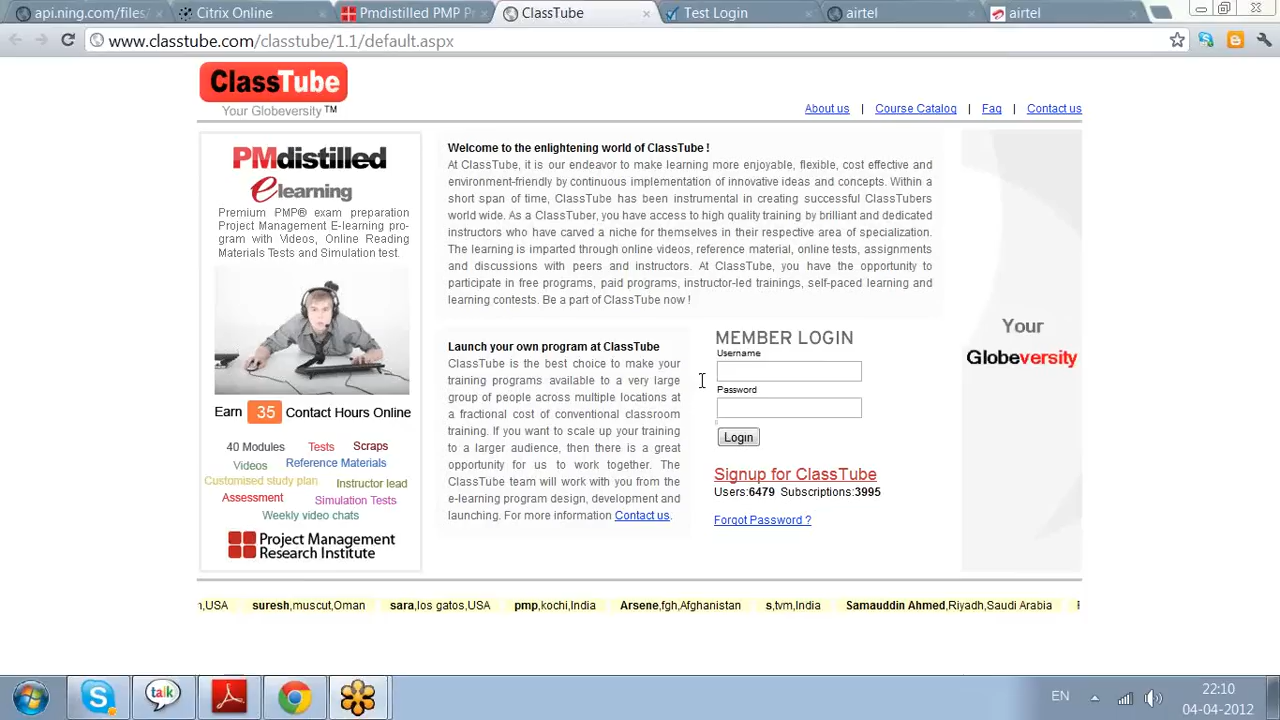 api.ning.com/files/
Citrix Online
Pmdistilled PMP Pr
ClassTube
Test Login
airtel
airtel
www.classtube.com/classtube/1.1/default.aspx
ClassTube
Your Globeversity™
About us | Course Catalog | Faq | Contact us
PMdistilled
elearning
Premium PMP® exam preparation
Project Management E-learning pro-
gram with Videos, Online Reading
Materials Tests and Simulation test.
Earn 35 Contact Hours Online
40 Modules Tests Scraps
Videos Reference Materials
Customised study plan Instructor lead
Assessment Simulation Tests
Weekly video chats
Project Management
Research Institute
Welcome to the enlightening world of ClassTube !
At ClassTube, it is our endeavor to make learning more enjoyable, flexible, cost effective and
environment-friendly by continuous implementation of innovative ideas and concepts. Within a
short span of time, ClassTube has been instrumental in creating successful ClassTubers
world wide. As a ClassTuber, you have access to high quality training by brilliant and dedicated
instructors who have carved a niche for themselves in their respective area of specialization.
The learning is imparted through online videos, reference material, online tests, assignments
and discussions with peers and instructors. At ClassTube, you have the opportunity to
participate in free programs, paid programs, instructor-led trainings, self-paced learning and
learning contests. Be a part of ClassTube now !
Launch your own program at ClassTube
ClassTube is the best choice to make your
training programs available to a very large
group of people across multiple locations at
a fractional cost of conventional classroom
training. If you want to scale up your training
to a larger audience, then there is a great
opportunity for us to work together. The
ClassTube team will work with you from the
e-learning program design, development and
launching. For more information Contact us.
MEMBER LOGIN
Username
Password
Login
Signup for ClassTube
Users:6479 Subscriptions:3995
Forgot Password ?
Your
Globeversity
,USA suresh,muscut,Oman sara,los gatos,USA pmp,kochi,India Arsene,fgh,Afghanistan s,tvm,India Samauddin Ahmed,Riyadh,Saudi Arabia
talk
EN
22:10
04-04-2012